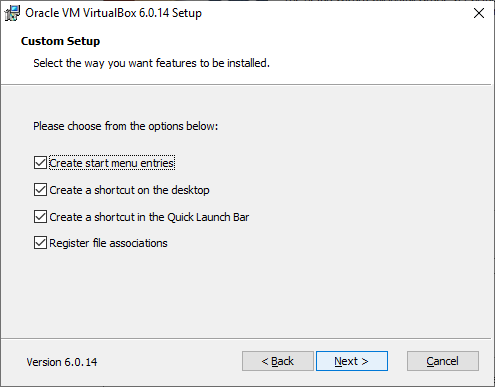 Oracle VM VirtualBox 6.0.14 Setup
Custom Setup
Select the way you want features to be installed.
Please choose from the options below:
Create start menu entries
Create a shortcut on the desktop
Create a shortcut in the Quick Launch Bar
Register file associations
Version 6.0.14
< Back
Next >
Cancel